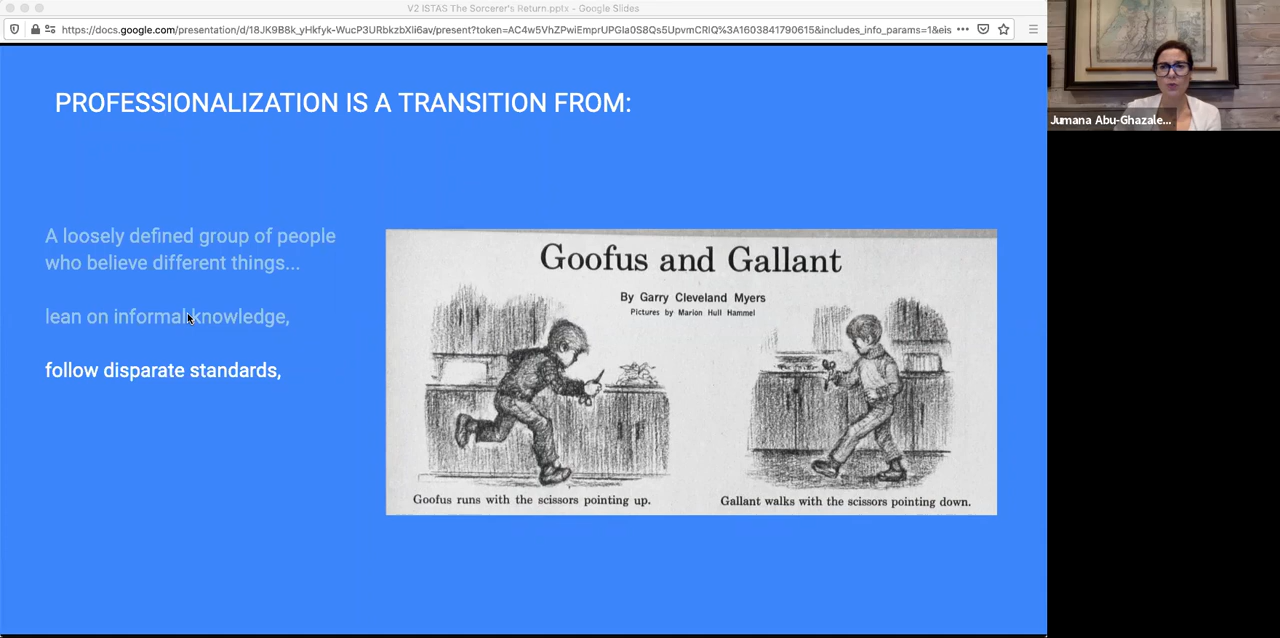 V2 ISTAS The Sorcerer's Return.pptx - Google Slides
https://docs.google.com/presentation/d/18JK9B8k_yHkfyk-WucP3URbkzbXli6av/present?token=AC4w5VhZPwiEmprUPGIa0S8Qs5UpvmCRIQ%3A1603841790615&includes_info_params=1&eis
Jumana Abu-Ghazale...
PROFESSIONALIZATION IS A TRANSITION FROM:
A loosely defined group of people
who believe different things...
lean on informal knowledge,
follow disparate standards,
Goofus and Gallant
By Garry Cleveland Myers
Pictures by Marion Hull Hammel
Goofus runs with the scissors pointing up.
Gallant walks with the scissors pointing down.